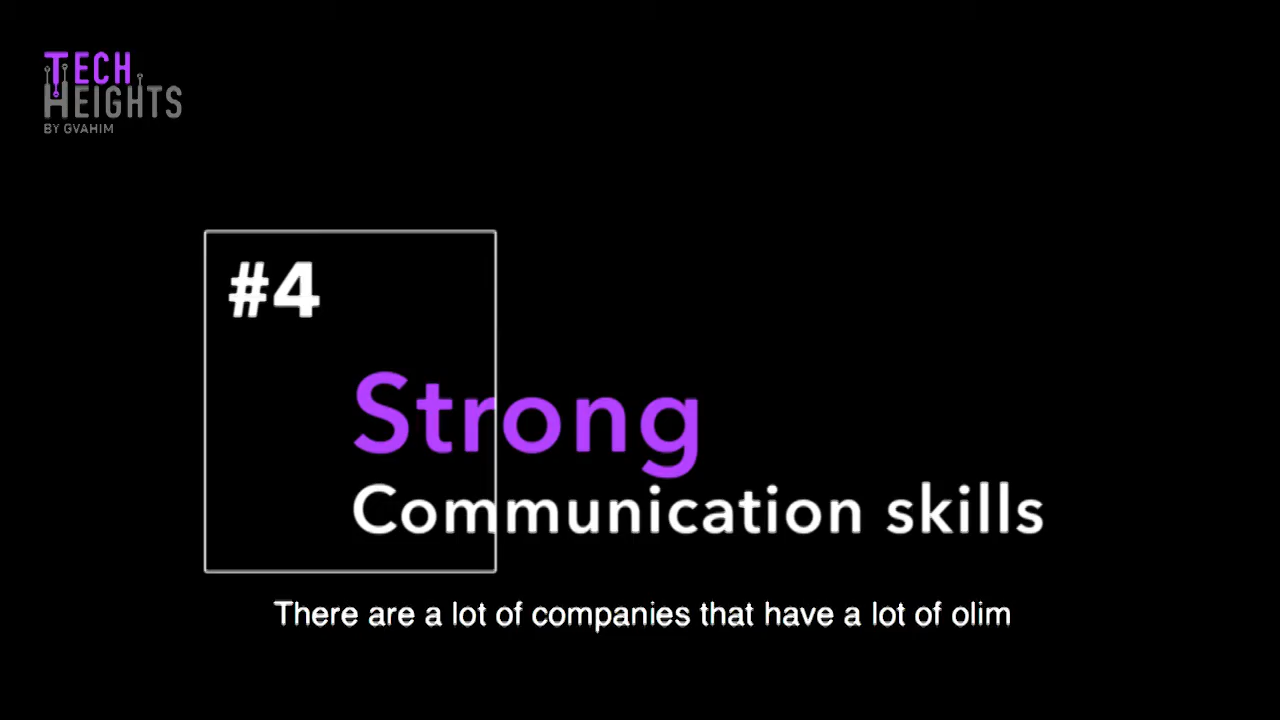 TECH
HEIGHTS
BY GVAHIM
#4
Strong
Communication skills
There are a lot of companies that have a lot of olim